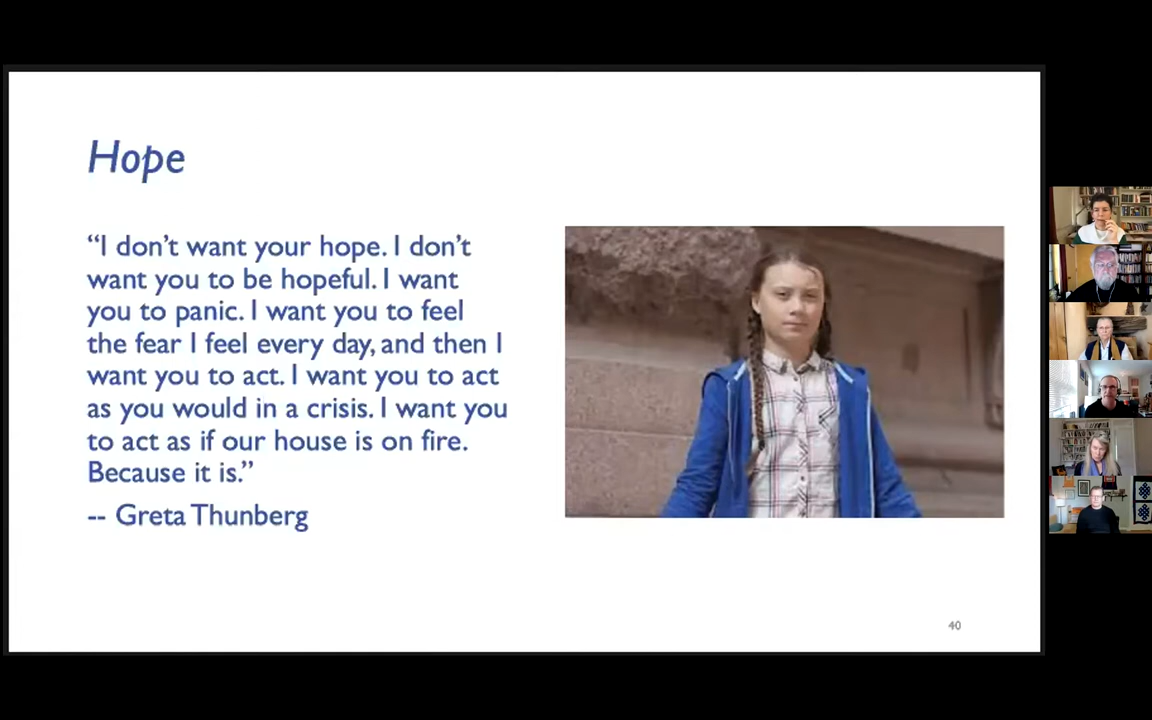 Hope
“I don’t want your hope. I don’t
want you to be hopeful. I want
you to panic. I want you to feel
the fear I feel every day, and then I
want you to act. I want you to act
as you would in a crisis. I want you
to act as if our house is on fire.
Because it is.”
-- Greta Thunberg
40